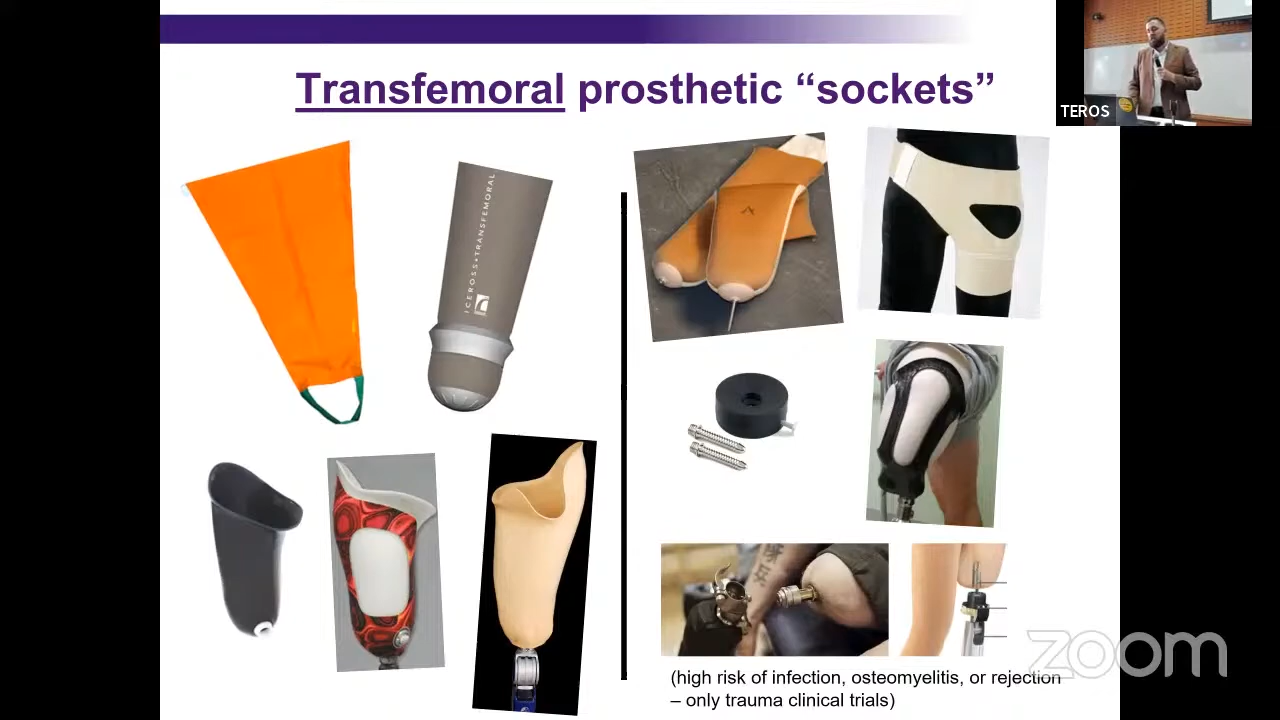 Transfemoral prosthetic “sockets”
TEROS
ICEROSS®TRANSFEMORAL
(high risk of infection, osteomyelitis, or rejection
– only trauma clinical trials)
zoom